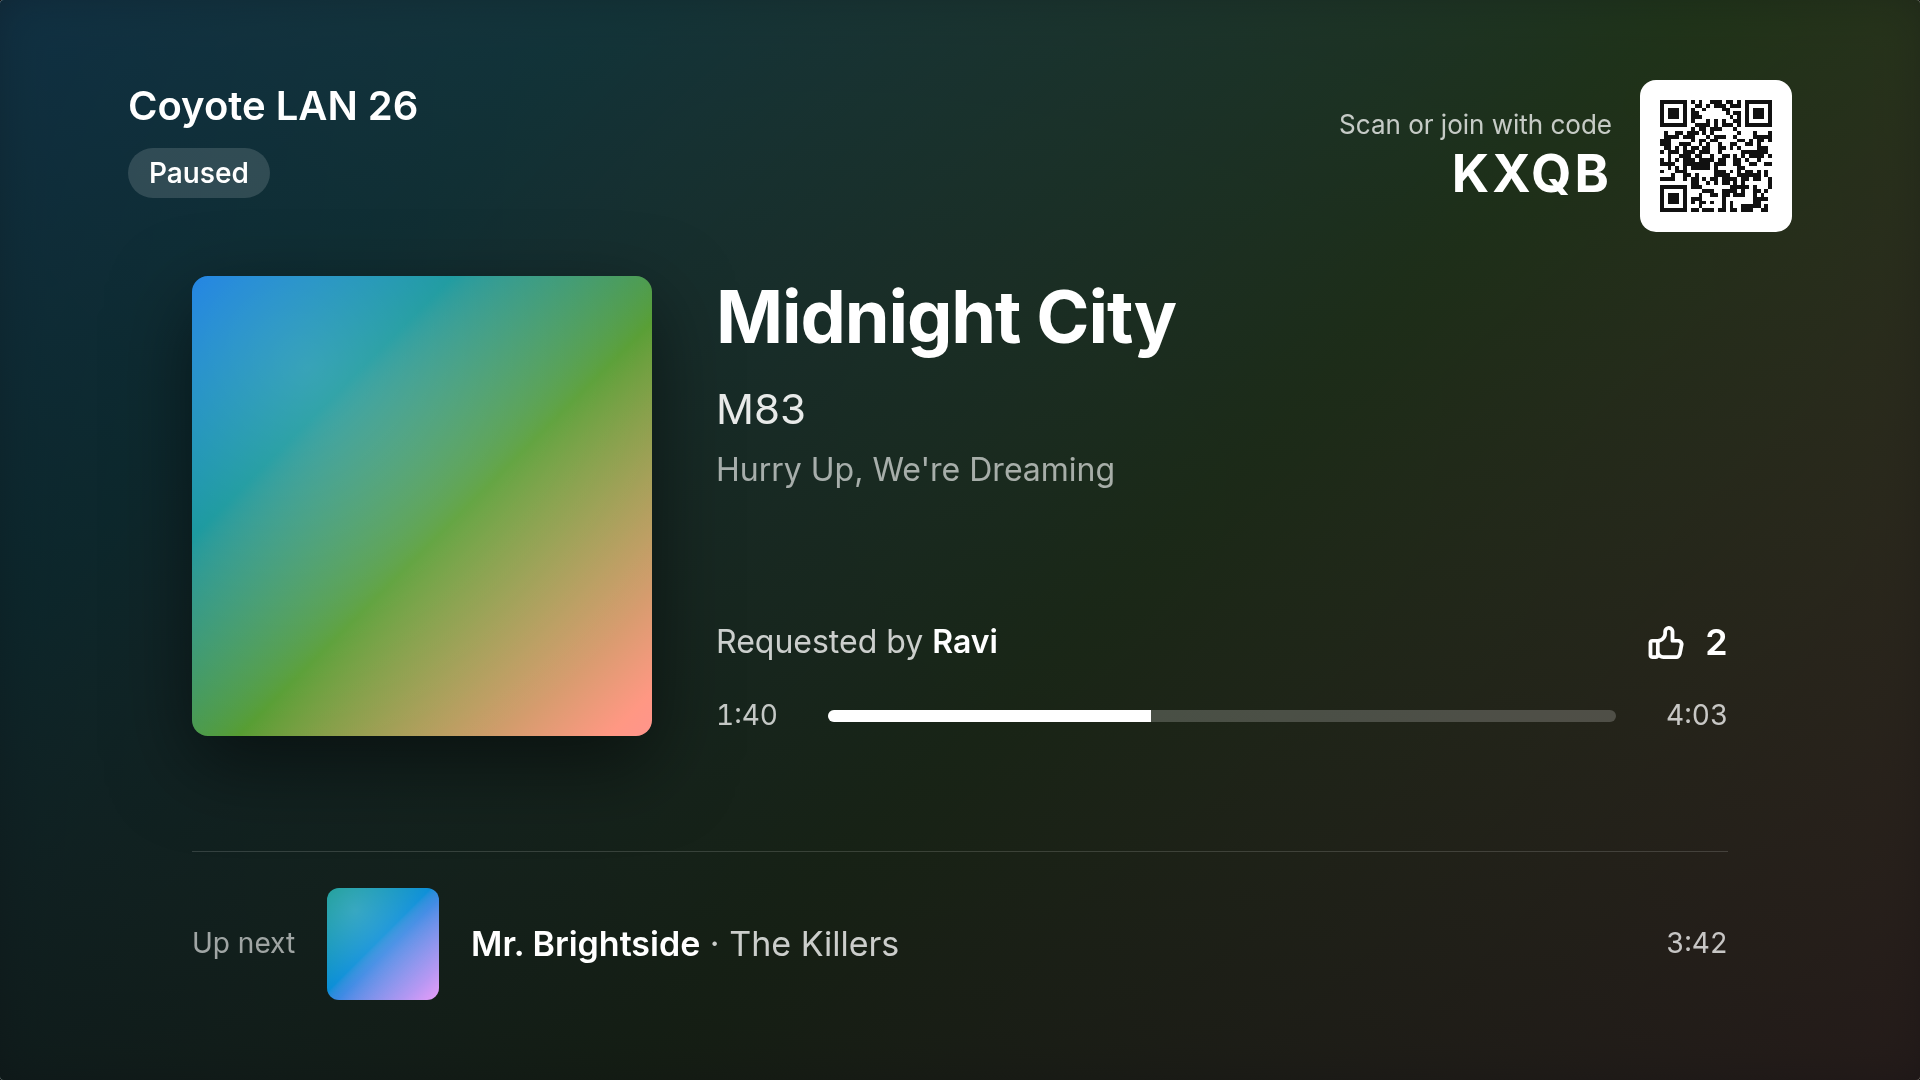 Coyote LAN 26
Paused
Scan or join with code
KXQB
Midnight City
M83
Hurry Up, We're Dreaming
Requested by Ravi
2
1:40
4:03
Up next
Mr. Brightside · The Killers
3:42